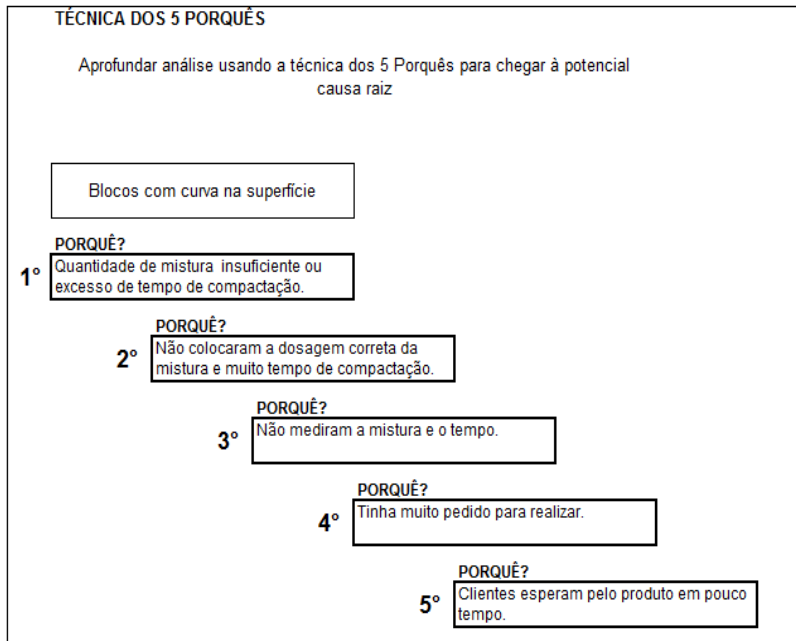 TÉCNICA DOS 5 PORQUÊS
Aprofundar análise usando a técnica dos 5 Porquês para chegar à potencial
causa raiz
Blocos com curva na superfície
PORQUÊ?
1° Quantidade de mistura insuficiente ou
excesso de tempo de compactação.
PORQUÊ?
2° Não colocaram a dosagem correta da
mistura e muito tempo de compactação.
PORQUÊ?
3° Não mediram a mistura e o tempo.
PORQUÊ?
4° Tinha muito pedido para realizar.
PORQUÊ?
5° Clientes esperam pelo produto em pouco
tempo.